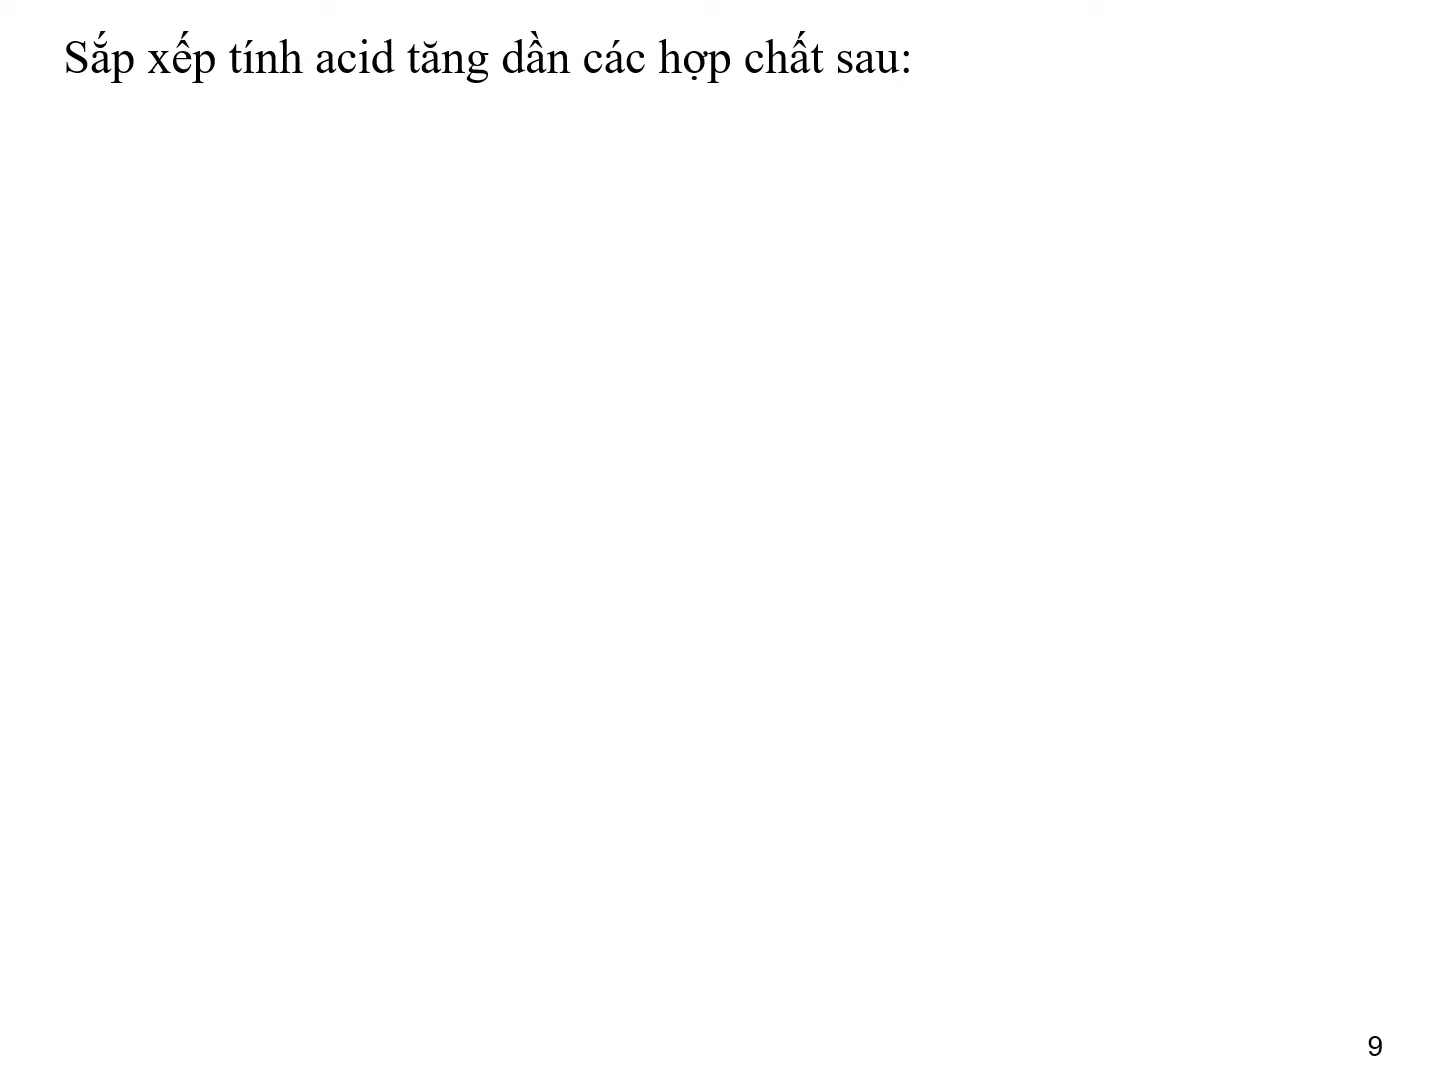 Sắp xếp tính acid tăng dần các hợp chất sau:
9